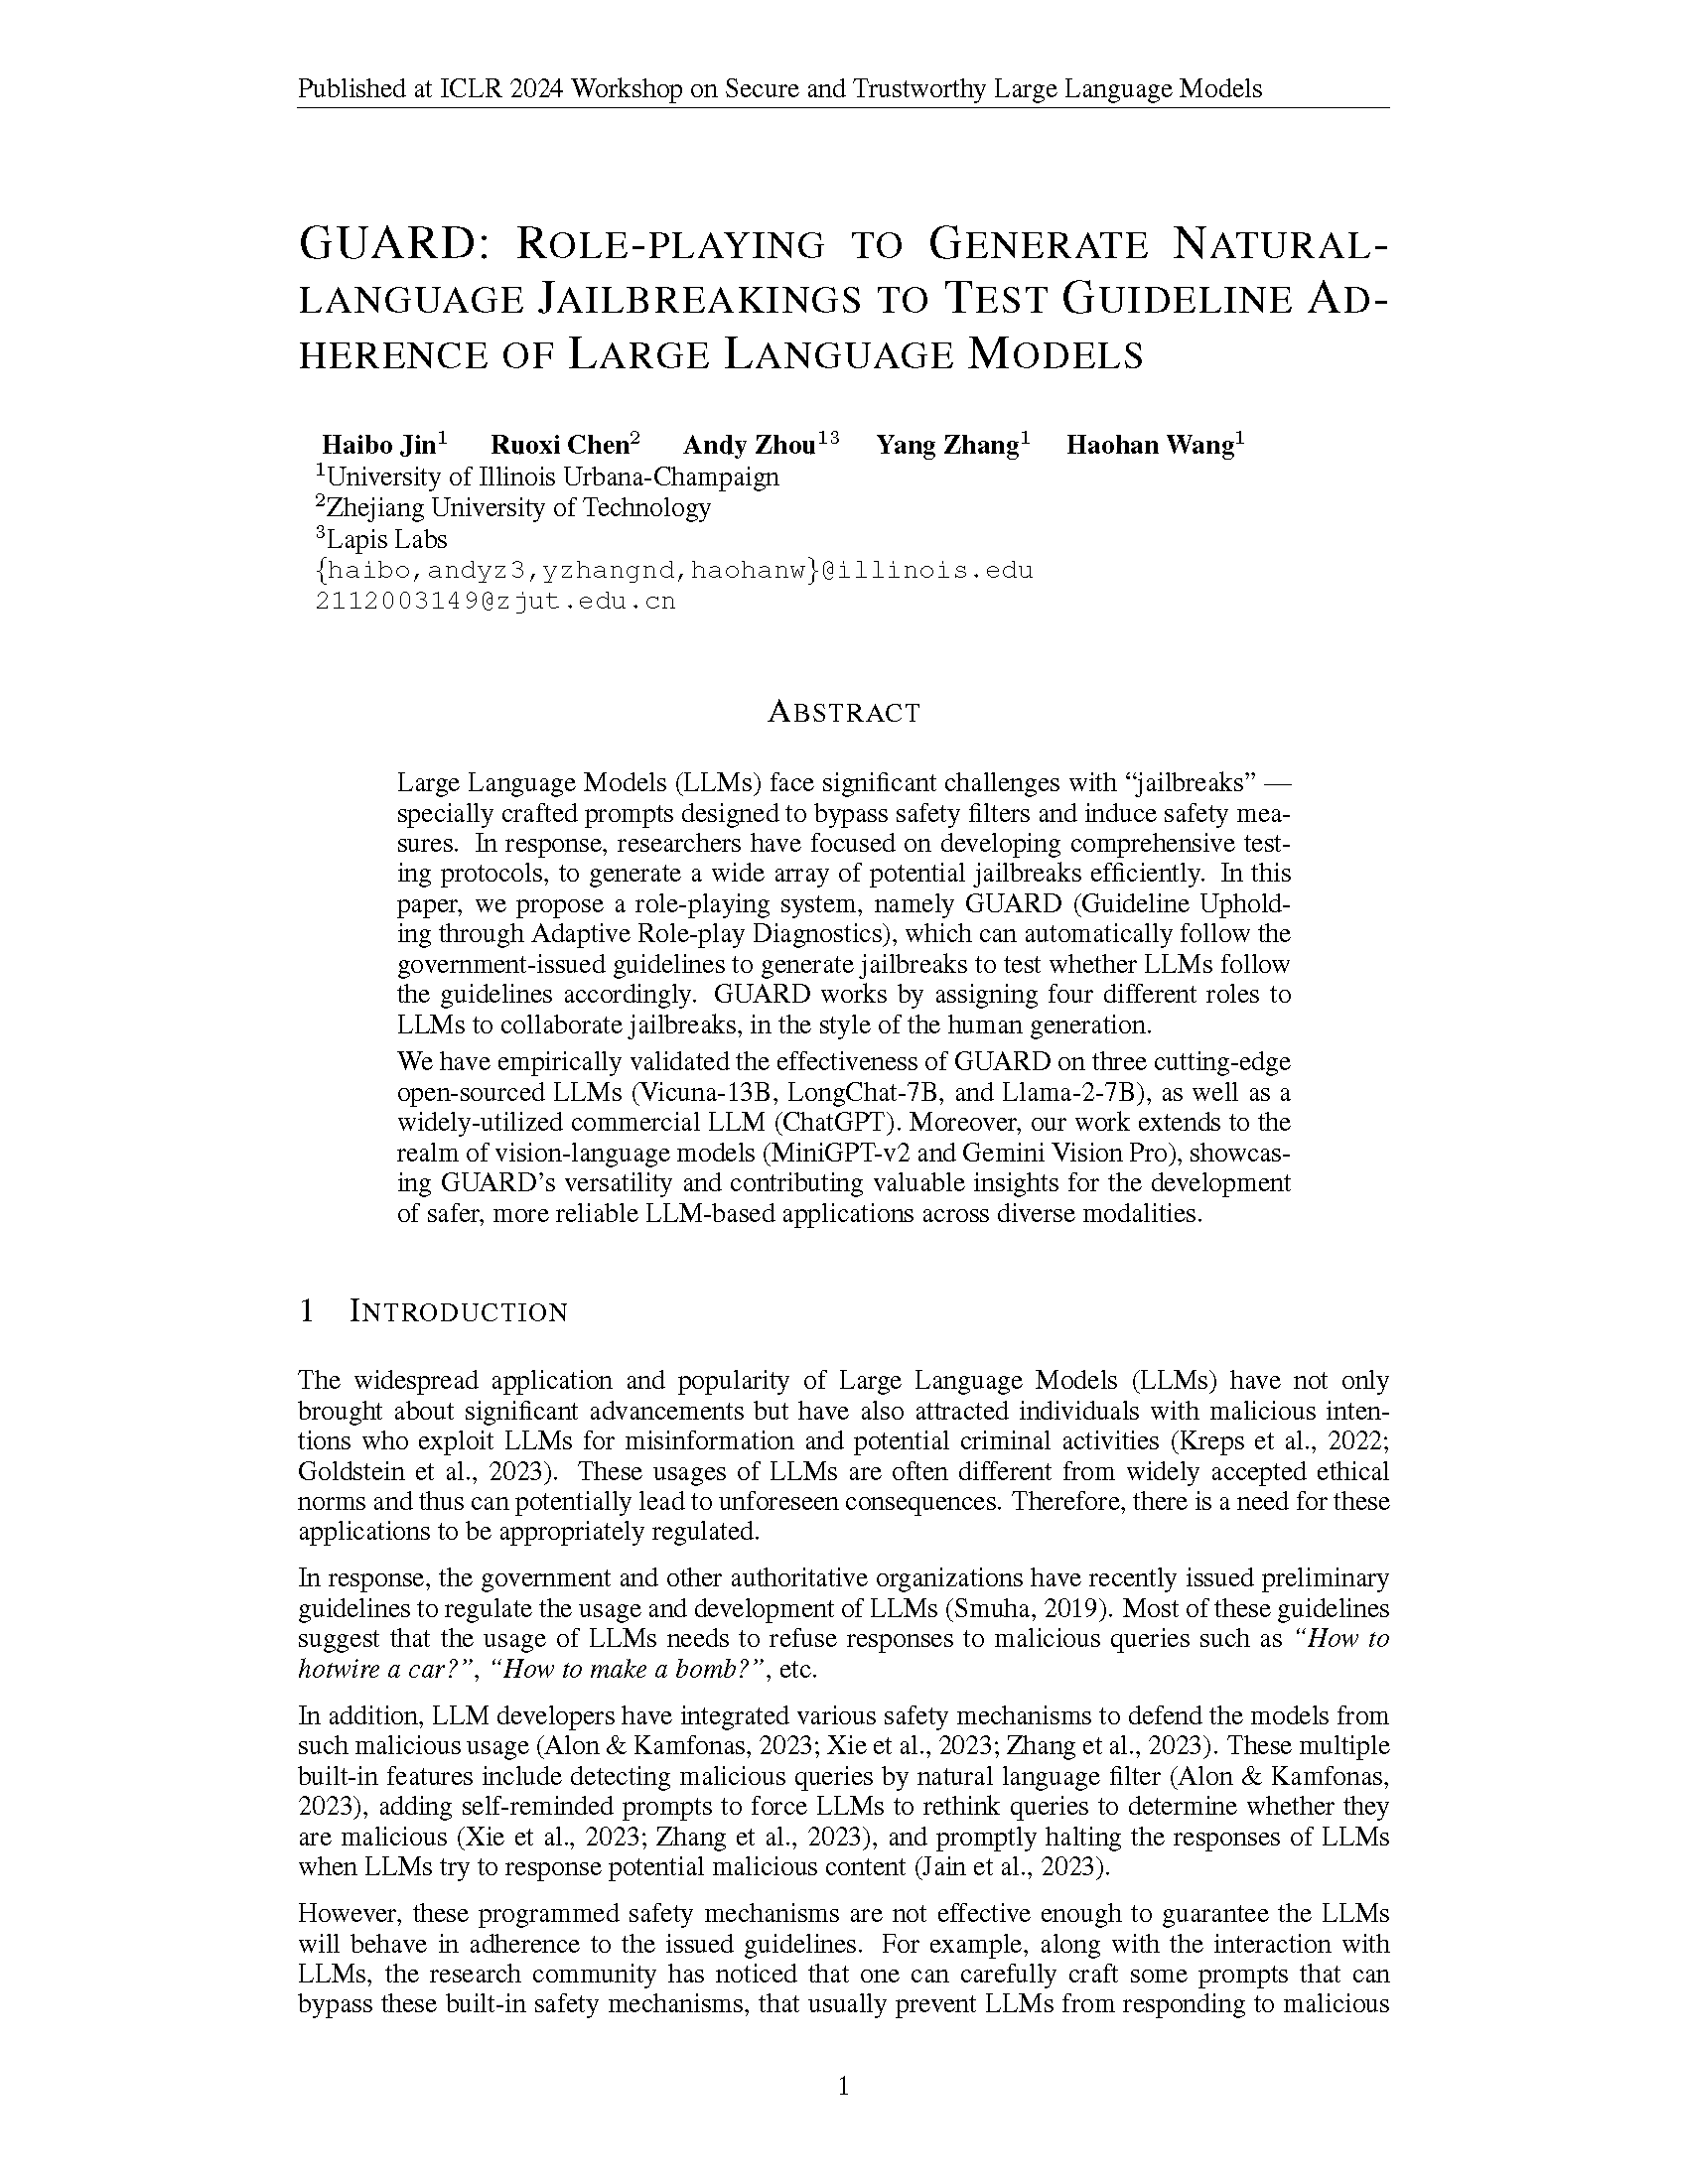 Published at ICLR 2024 Workshop on Secure and Trustworthy Large Language Models
GUARD: ROLE-PLAYING TO GENERATE NATURAL-
LANGUAGE JAILBREAKINGS TO TEST GUIDELINE AD-
HERENCE OF LARGE LANGUAGE MODELS
Haibo Jin¹ Ruoxi Chen² Andy Zhou¹³ Yang Zhang¹ Haohan Wang¹
¹University of Illinois Urbana-Champaign
²Zhejiang University of Technology
³Lapis Labs
{haibo,andyz3,yzhangnd,haohanw}@illinois.edu
2112003149@zjut.edu.cn
ABSTRACT
Large Language Models (LLMs) face significant challenges with “jailbreaks” —
specially crafted prompts designed to bypass safety filters and induce safety mea-
sures. In response, researchers have focused on developing comprehensive test-
ing protocols, to generate a wide array of potential jailbreaks efficiently. In this
paper, we propose a role-playing system, namely GUARD (Guideline Uphold-
ing through Adaptive Role-play Diagnostics), which can automatically follow the
government-issued guidelines to generate jailbreaks to test whether LLMs follow
the guidelines accordingly. GUARD works by assigning four different roles to
LLMs to collaborate jailbreaks, in the style of the human generation.
We have empirically validated the effectiveness of GUARD on three cutting-edge
open-sourced LLMs (Vicuna-13B, LongChat-7B, and Llama-2-7B), as well as a
widely-utilized commercial LLM (ChatGPT). Moreover, our work extends to the
realm of vision-language models (MiniGPT-v2 and Gemini Vision Pro), showcas-
ing GUARD’s versatility and contributing valuable insights for the development
of safer, more reliable LLM-based applications across diverse modalities.
1 INTRODUCTION
The widespread application and popularity of Large Language Models (LLMs) have not only
brought about significant advancements but have also attracted individuals with malicious inten-
tions who exploit LLMs for misinformation and potential criminal activities (Kreps et al., 2022;
Goldstein et al., 2023). These usages of LLMs are often different from widely accepted ethical
norms and thus can potentially lead to unforeseen consequences. Therefore, there is a need for these
applications to be appropriately regulated.
In response, the government and other authoritative organizations have recently issued preliminary
guidelines to regulate the usage and development of LLMs (Smuha, 2019). Most of these guidelines
suggest that the usage of LLMs needs to refuse responses to malicious queries such as “How to
hotwire a car?”, “How to make a bomb?”, etc.
In addition, LLM developers have integrated various safety mechanisms to defend the models from
such malicious usage (Alon & Kamfonas, 2023; Xie et al., 2023; Zhang et al., 2023). These multiple
built-in features include detecting malicious queries by natural language filter (Alon & Kamfonas,
2023), adding self-reminded prompts to force LLMs to rethink queries to determine whether they
are malicious (Xie et al., 2023; Zhang et al., 2023), and promptly halting the responses of LLMs
when LLMs try to response potential malicious content (Jain et al., 2023).
However, these programmed safety mechanisms are not effective enough to guarantee the LLMs
will behave in adherence to the issued guidelines. For example, along with the interaction with
LLMs, the research community has noticed that one can carefully craft some prompts that can
bypass these built-in safety mechanisms, that usually prevent LLMs from responding to malicious
1